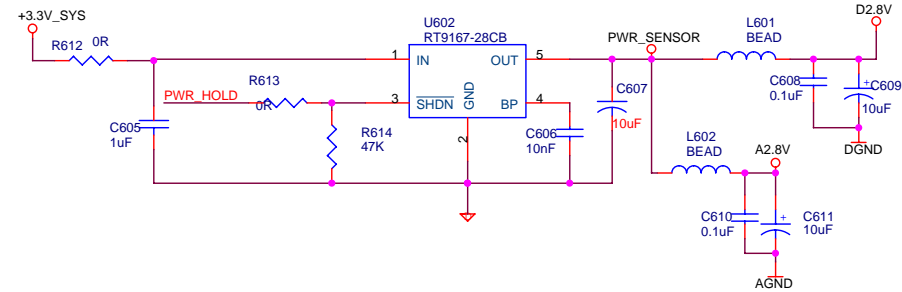 +3.3V_SYS
R612
0R
U602
RT9167-28CB
1
IN
OUT
5
3
SHDN
GND
BP
4
2
PWR_HOLD
R613
0R
R614
47K
C605
1uF
C606
10nF
C607
10uF
PWR_SENSOR
L601
BEAD
D2.8V
C608
0.1uF
+
C609
10uF
DGND
L602
BEAD
A2.8V
C610
0.1uF
+
C611
10uF
AGND